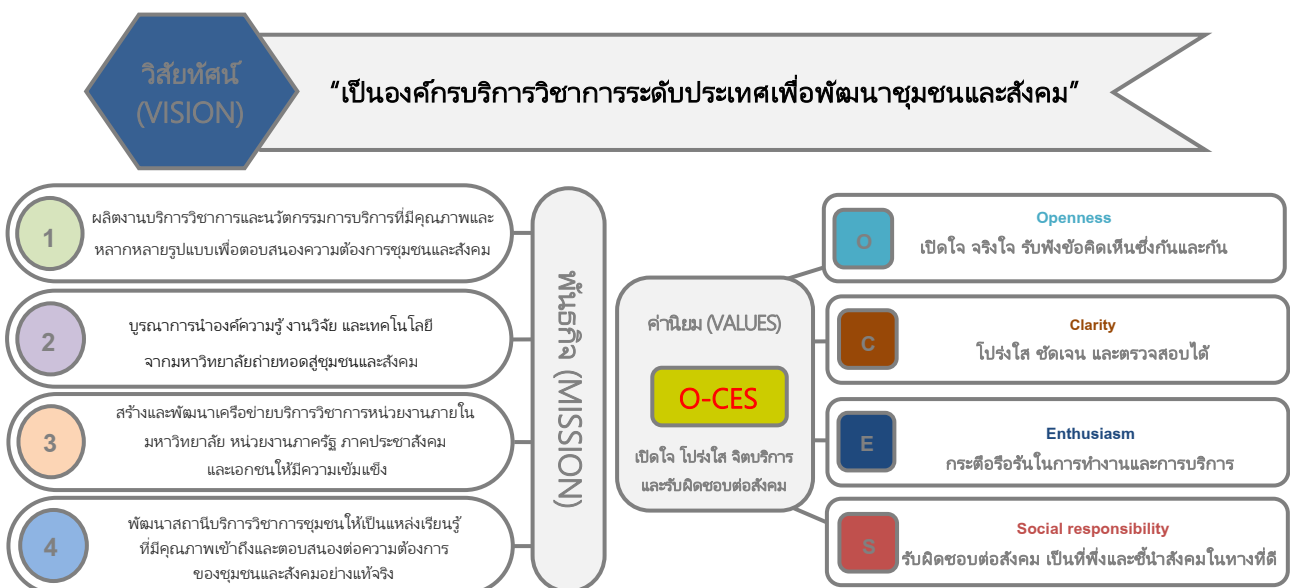 วิสัยทัศน์
(VISION)
“เป็นองค์กรบริการวิชาการระดับประเทศเพื่อพัฒนาชุมชนและสังคม”
1
ผลิตงานบริการวิชาการและนวัตกรรมการบริการที่มีคุณภาพและ
หลากหลายรูปแบบเพื่อตอบสนองความต้องการชุมชนและสังคม
2
บูรณาการนำองค์ความรู้ งานวิจัย และเทคโนโลยี
จากมหาวิทยาลัยถ่ายทอดสู่ชุมชนและสังคม
3
สร้างและพัฒนาเครือข่ายบริการวิชาการหน่วยงานภายใน
มหาวิทยาลัย หน่วยงานภาครัฐ ภาคประชาสังคม
และเอกชนให้มีความเข้มแข็ง
4
พัฒนาสถานีบริการวิชาการชุมชนให้เป็นแหล่งเรียนรู้
ที่มีคุณภาพเข้าถึงและตอบสนองต่อความต้องการ
ของชุมชนและสังคมอย่างแท้จริง
พันธกิจ (MISSION)
ค่านิยม (VALUES)
O-CES
เปิดใจ โปร่งใส จิตบริการ
และรับผิดชอบต่อสังคม
O
Openness
เปิดใจ จริงใจ รับฟังข้อคิดเห็นซึ่งกันและกัน
C
Clarity
โปร่งใส ชัดเจน และตรวจสอบได้
E
Enthusiasm
กระตือรือร้นในการทำงานและการบริการ
S
Social responsibility
รับผิดชอบต่อสังคม เป็นที่พึ่งและชี้นำสังคมในทางที่ดี